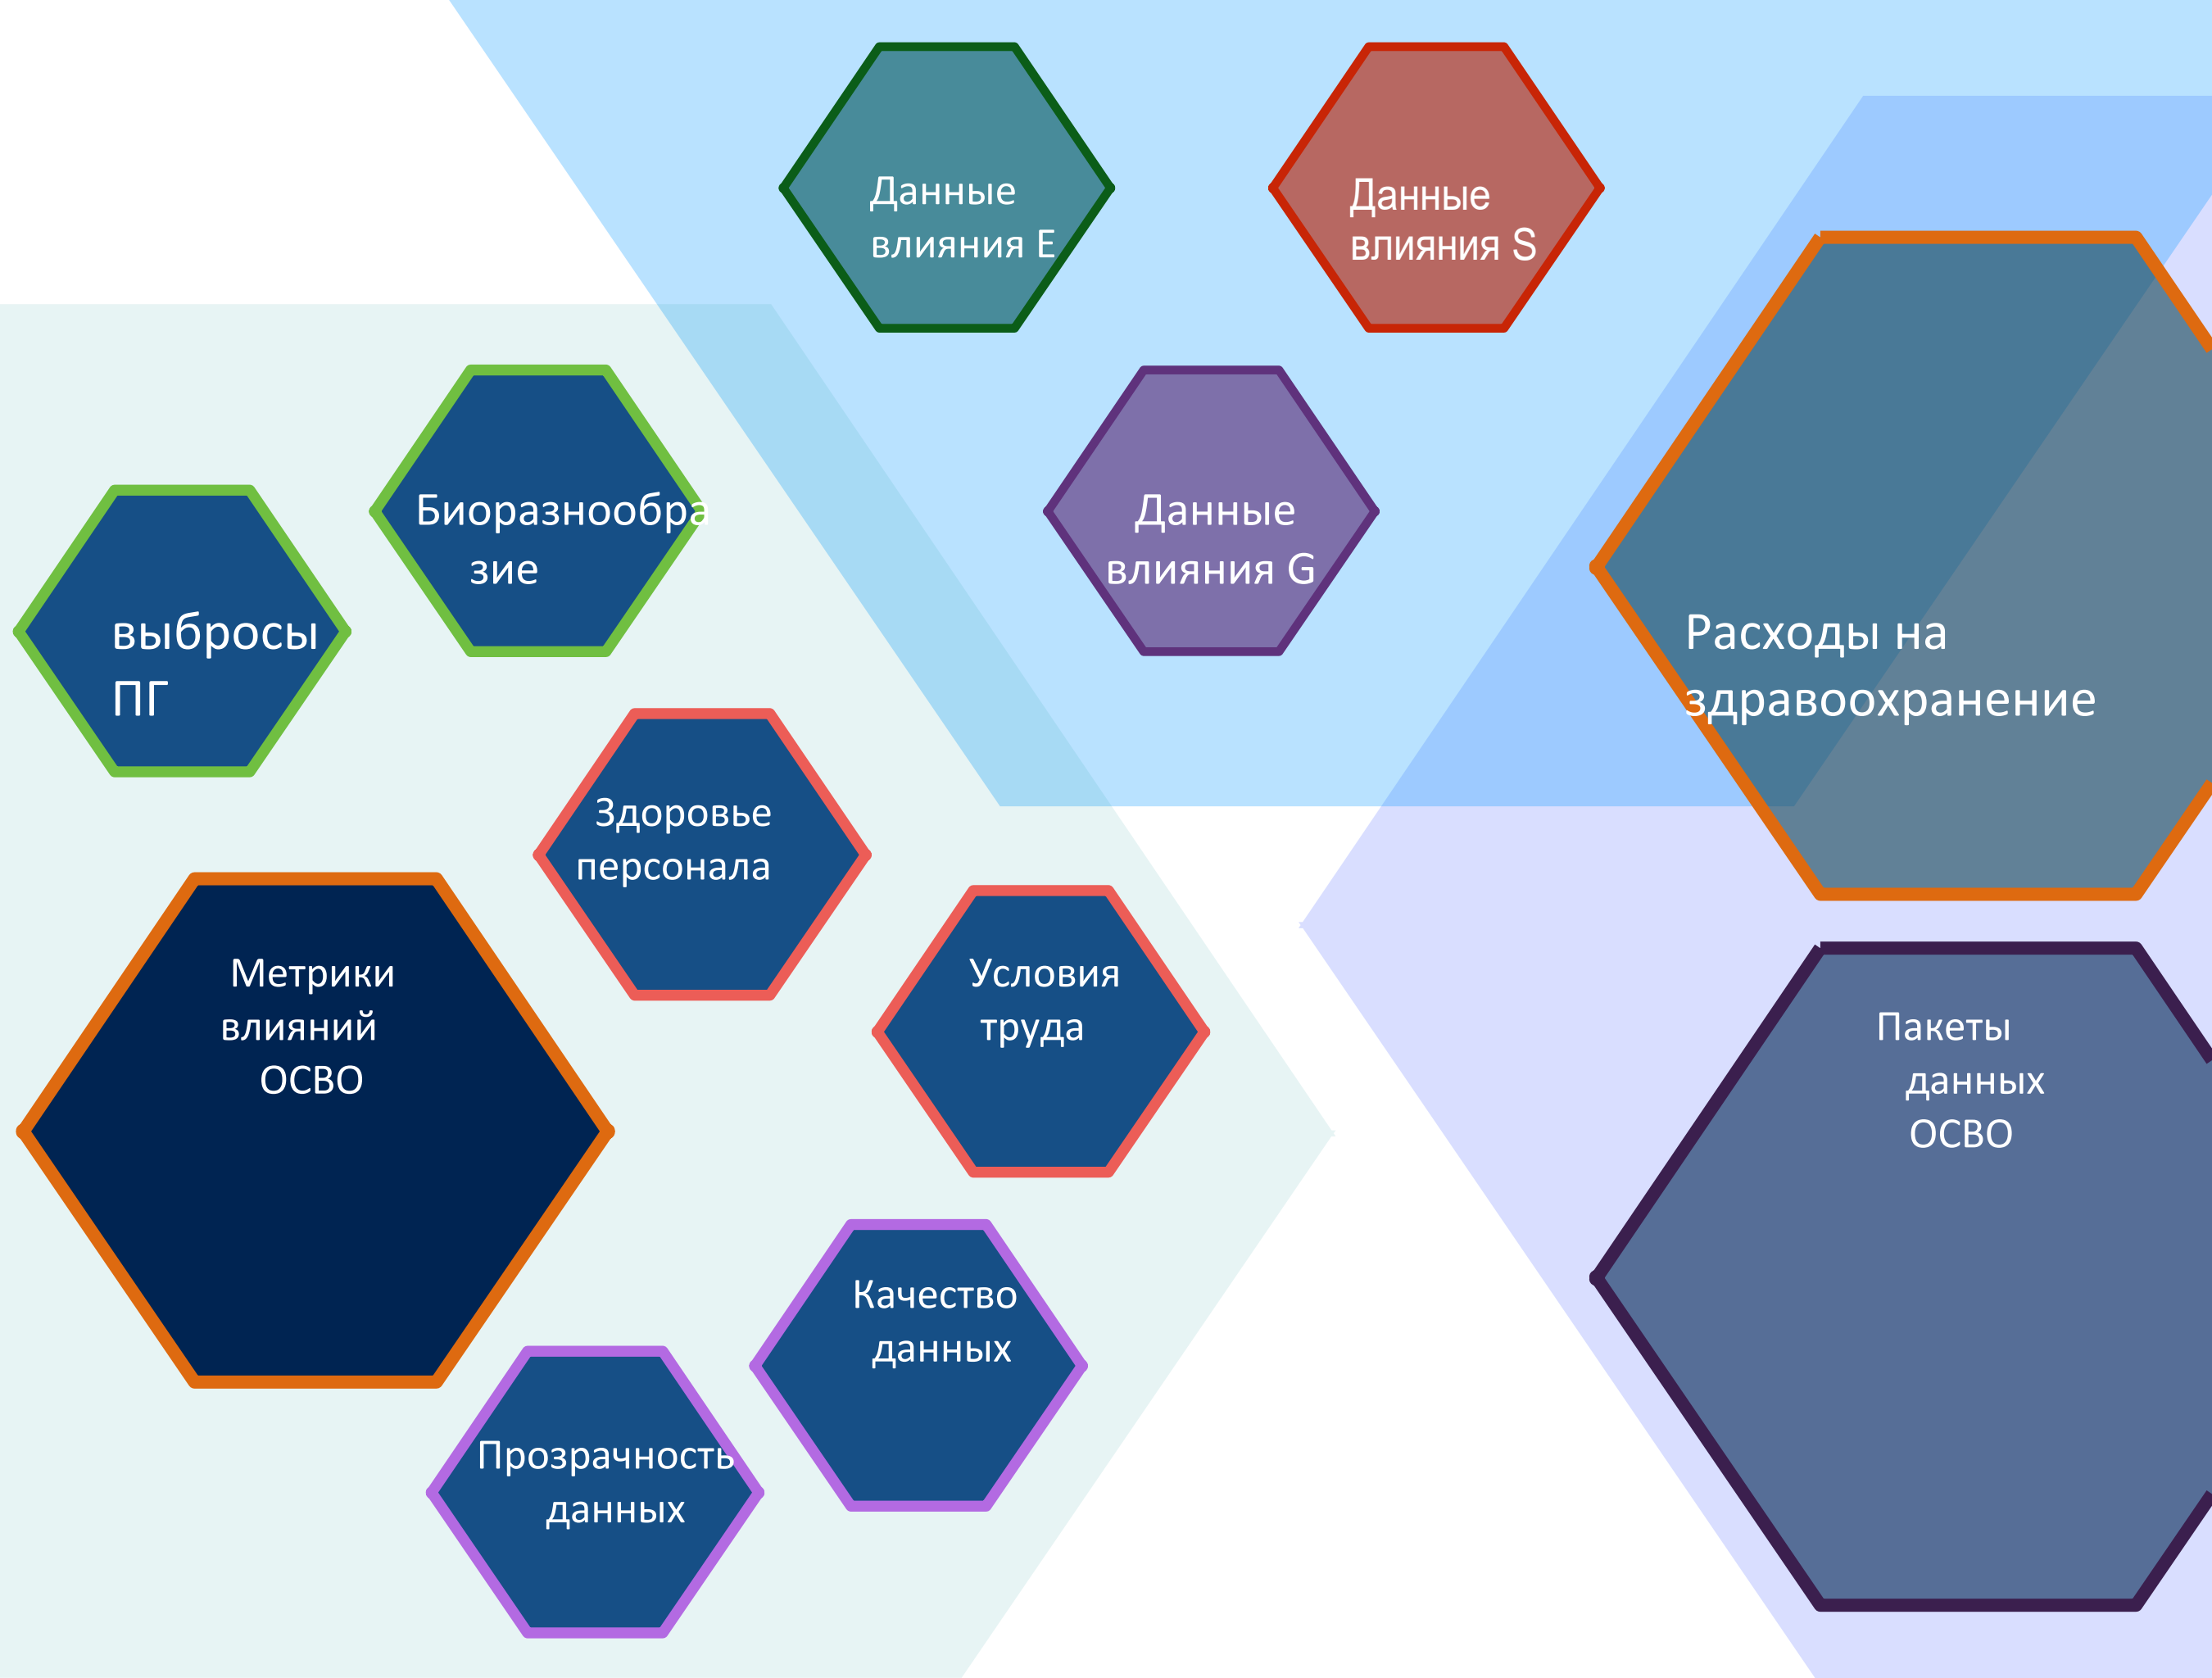 Данные
влияния E
Данные
влияния S
Биоразнообра
зие
Данные
влияния G
выбросы
ПГ
Расходы на
здравоохранение
Здоровье
персонала
Метрики
влияний
ОСВО
Условия
труда
Пакеты
данных
ОСВО
Качество
данных
Прозрачность
данных